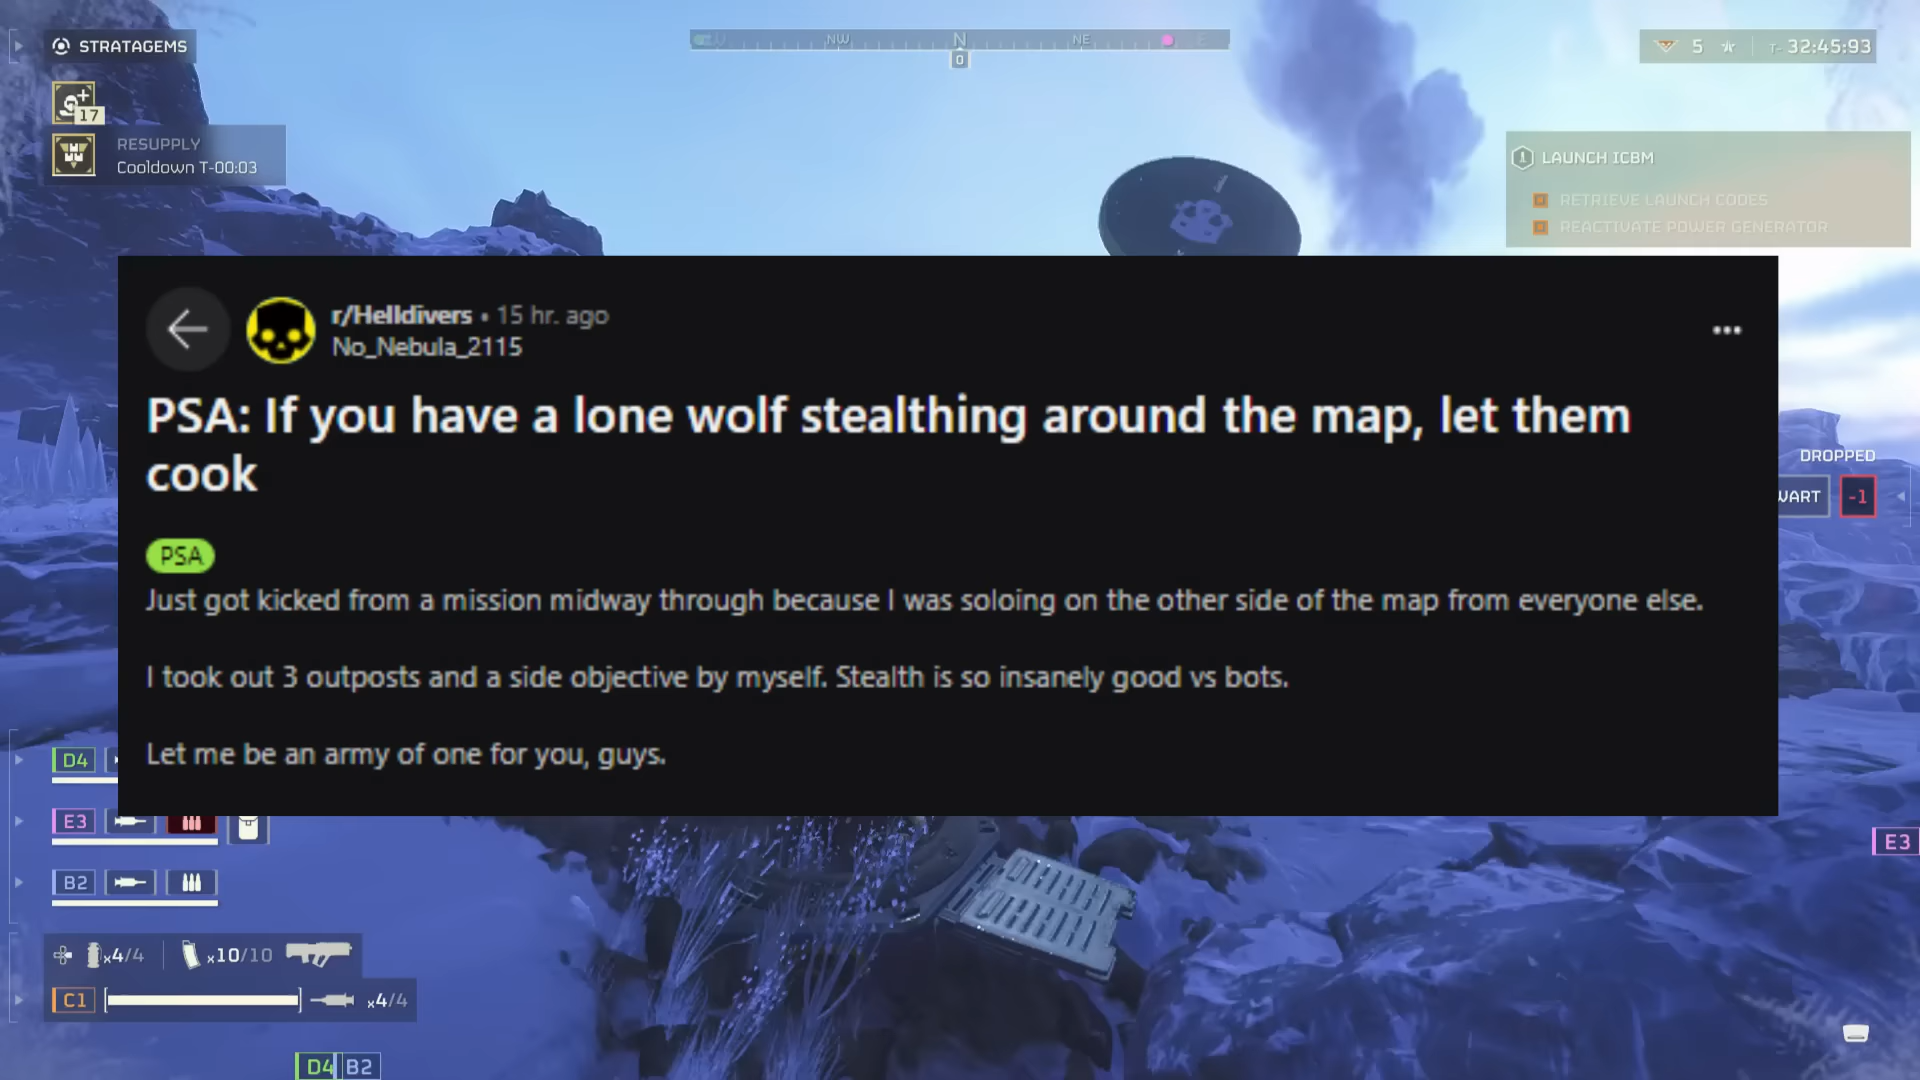 STRATAGEMS
NW
N
NE
E
0
5
T- 32:45:93
17
RESUPPLY
Cooldown T-00:03
LAUNCH ICBM
RETRIEVE LAUNCH CODES
REACTIVATE POWER GENERATOR
r/Helldivers • 15 hr. ago
No_Nebula_2115
PSA: If you have a lone wolf stealthing around the map, let them
cook
PSA
Just got kicked from a mission midway through because I was soloing on the other side of the map from everyone else.
I took out 3 outposts and a side objective by myself. Stealth is so insanely good vs bots.
Let me be an army of one for you, guys.
DROPPED
-1
D4
E3
B2
x4/4
x10/10
C1
x4/4
E3
D4 B2